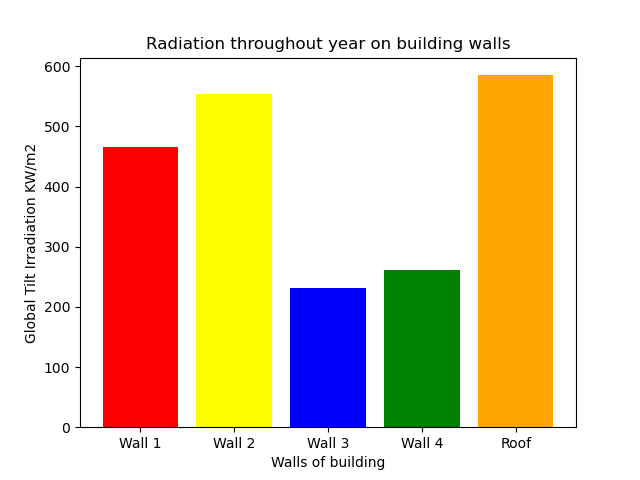 Radiation throughout year on building walls
Global Tilt Irradiation KW/m2
600
500
400
300
200
100
0
Wall 1 Wall 2 Wall 3 Wall 4 Roof
Walls of building